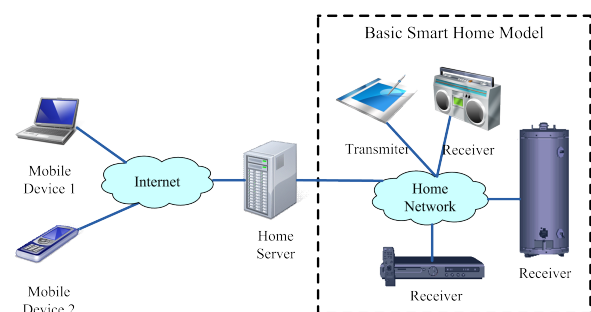 Basic Smart Home Model
Transmiter
Receiver
Mobile
Device 1
Internet
Home
Network
Home
Server
Receiver
Receiver
Mobile
Device 2